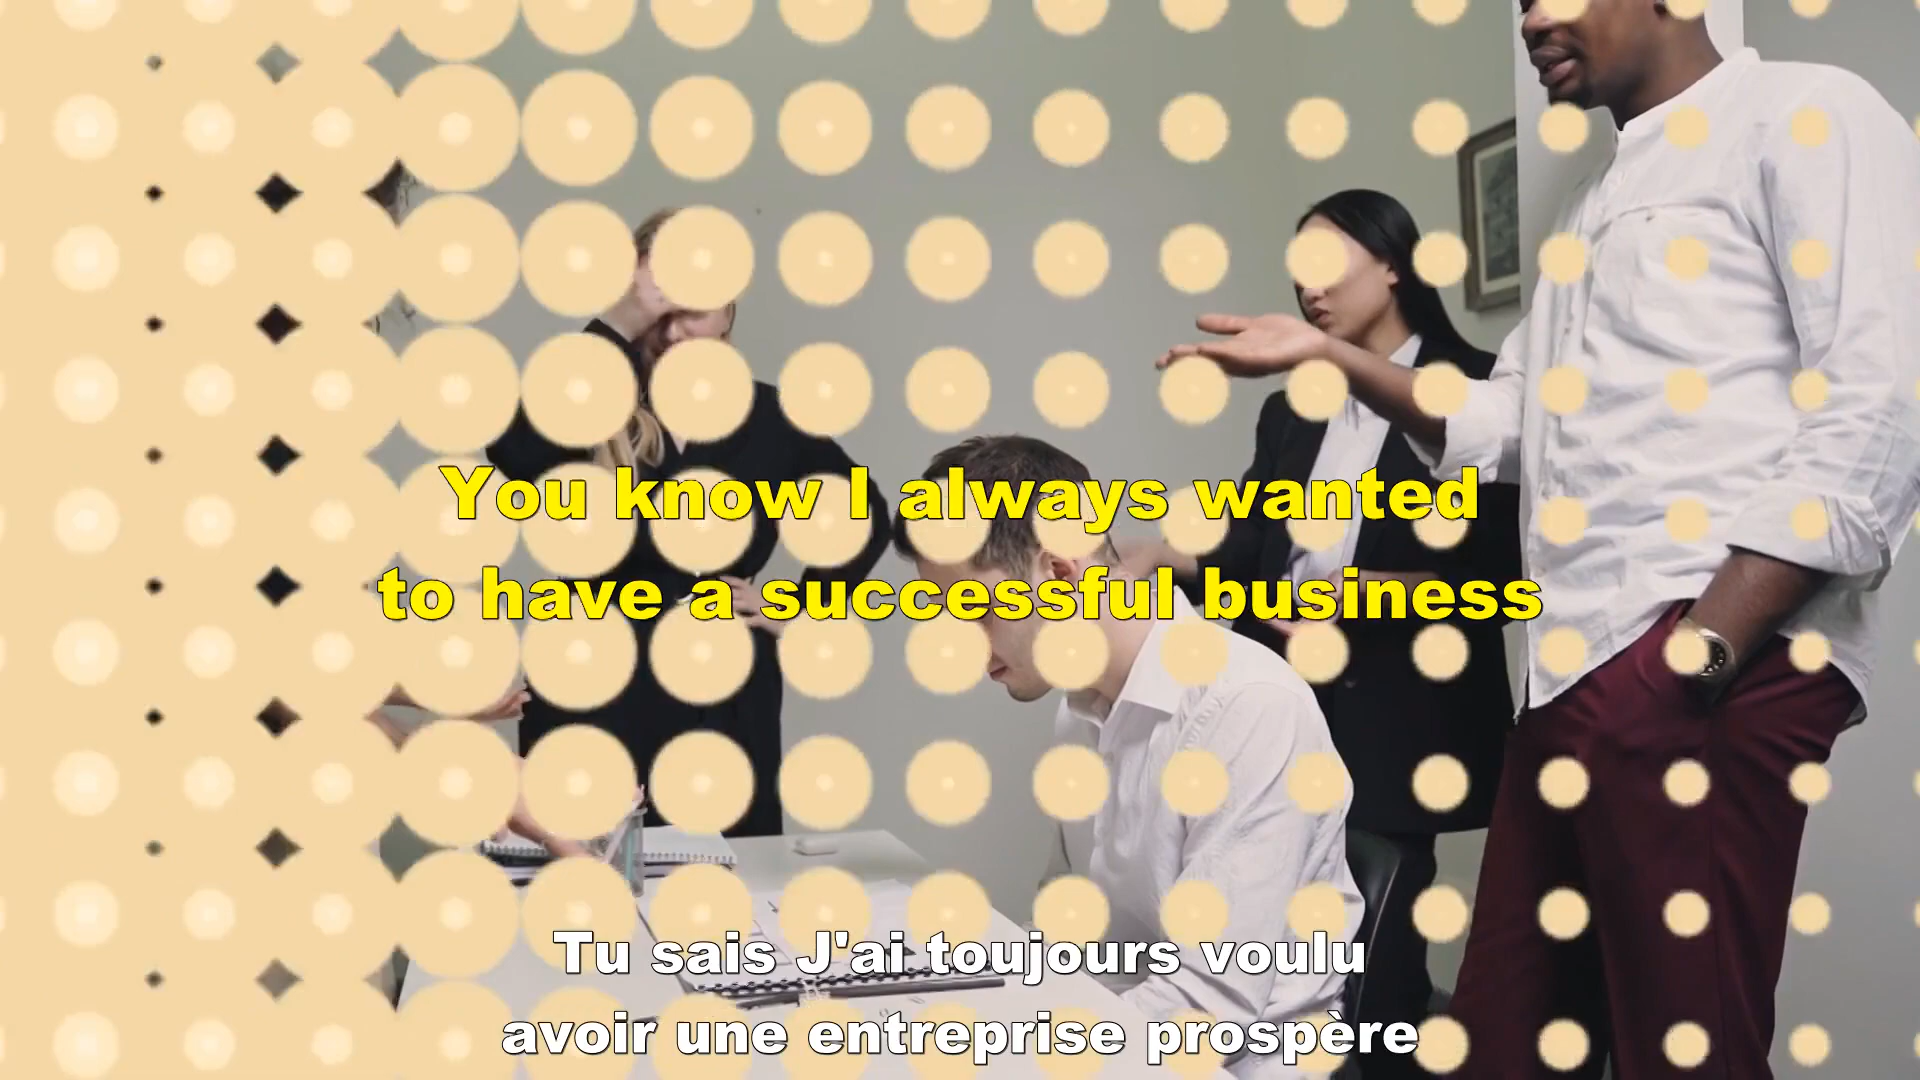 You know I always wanted
to have a successful business
Tu sais J'ai toujours voulu
avoir une entreprise prospère